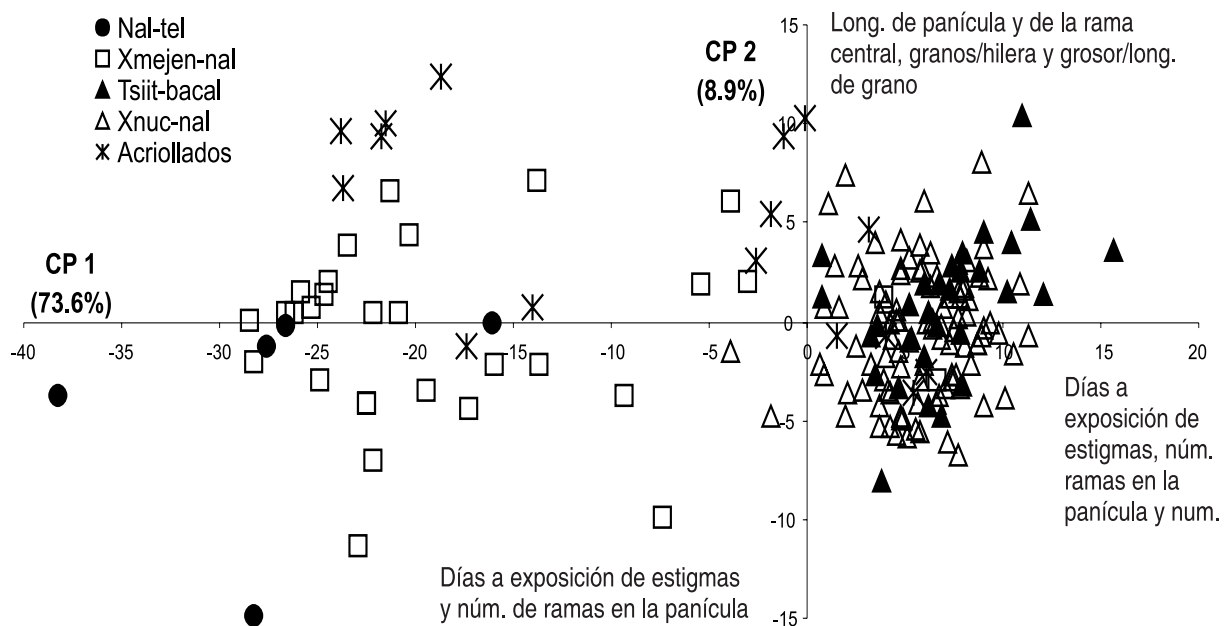 Nal-tel
Xmejen-nal
Tsiit-bacal
Xnuc-nal
Acriollados
CP 2
(8.9%)
Long. de panícula y de la rama
central, granos/hilera y grosor/long.
de grano
15
10
5
CP 1
(73.6%)
-40 -35 -30 -25 -20 -15 -10 -5 0 5 10 15 20
-5
-10
-15
Días a
exposición de
estigmas, núm.
ramas en la
panícula y num.
Días a exposición de estigmas
y núm. de ramas en la panícula